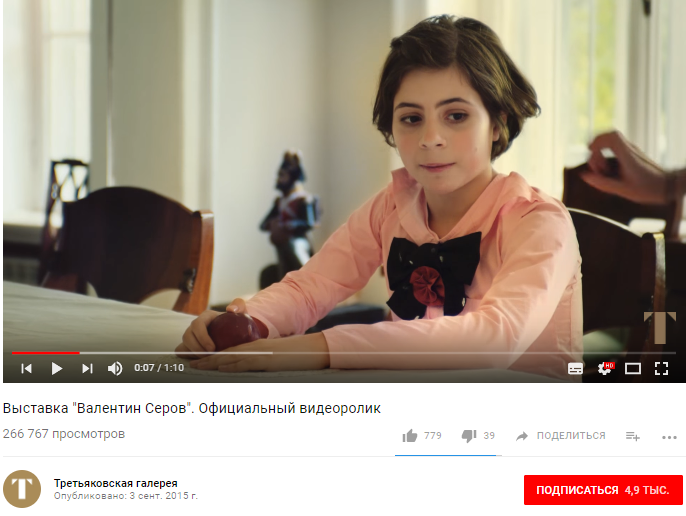 0:07 / 1:10
HD
Т
Выставка "Валентин Серов". Официальный видеоролик
266 767 просмотров
779
39
ПОДЕЛИТЬСЯ
Т
Третьяковская галерея
Опубликовано: 3 сент. 2015 г.
ПОДПИСАТЬСЯ 4,9 ТЫС.